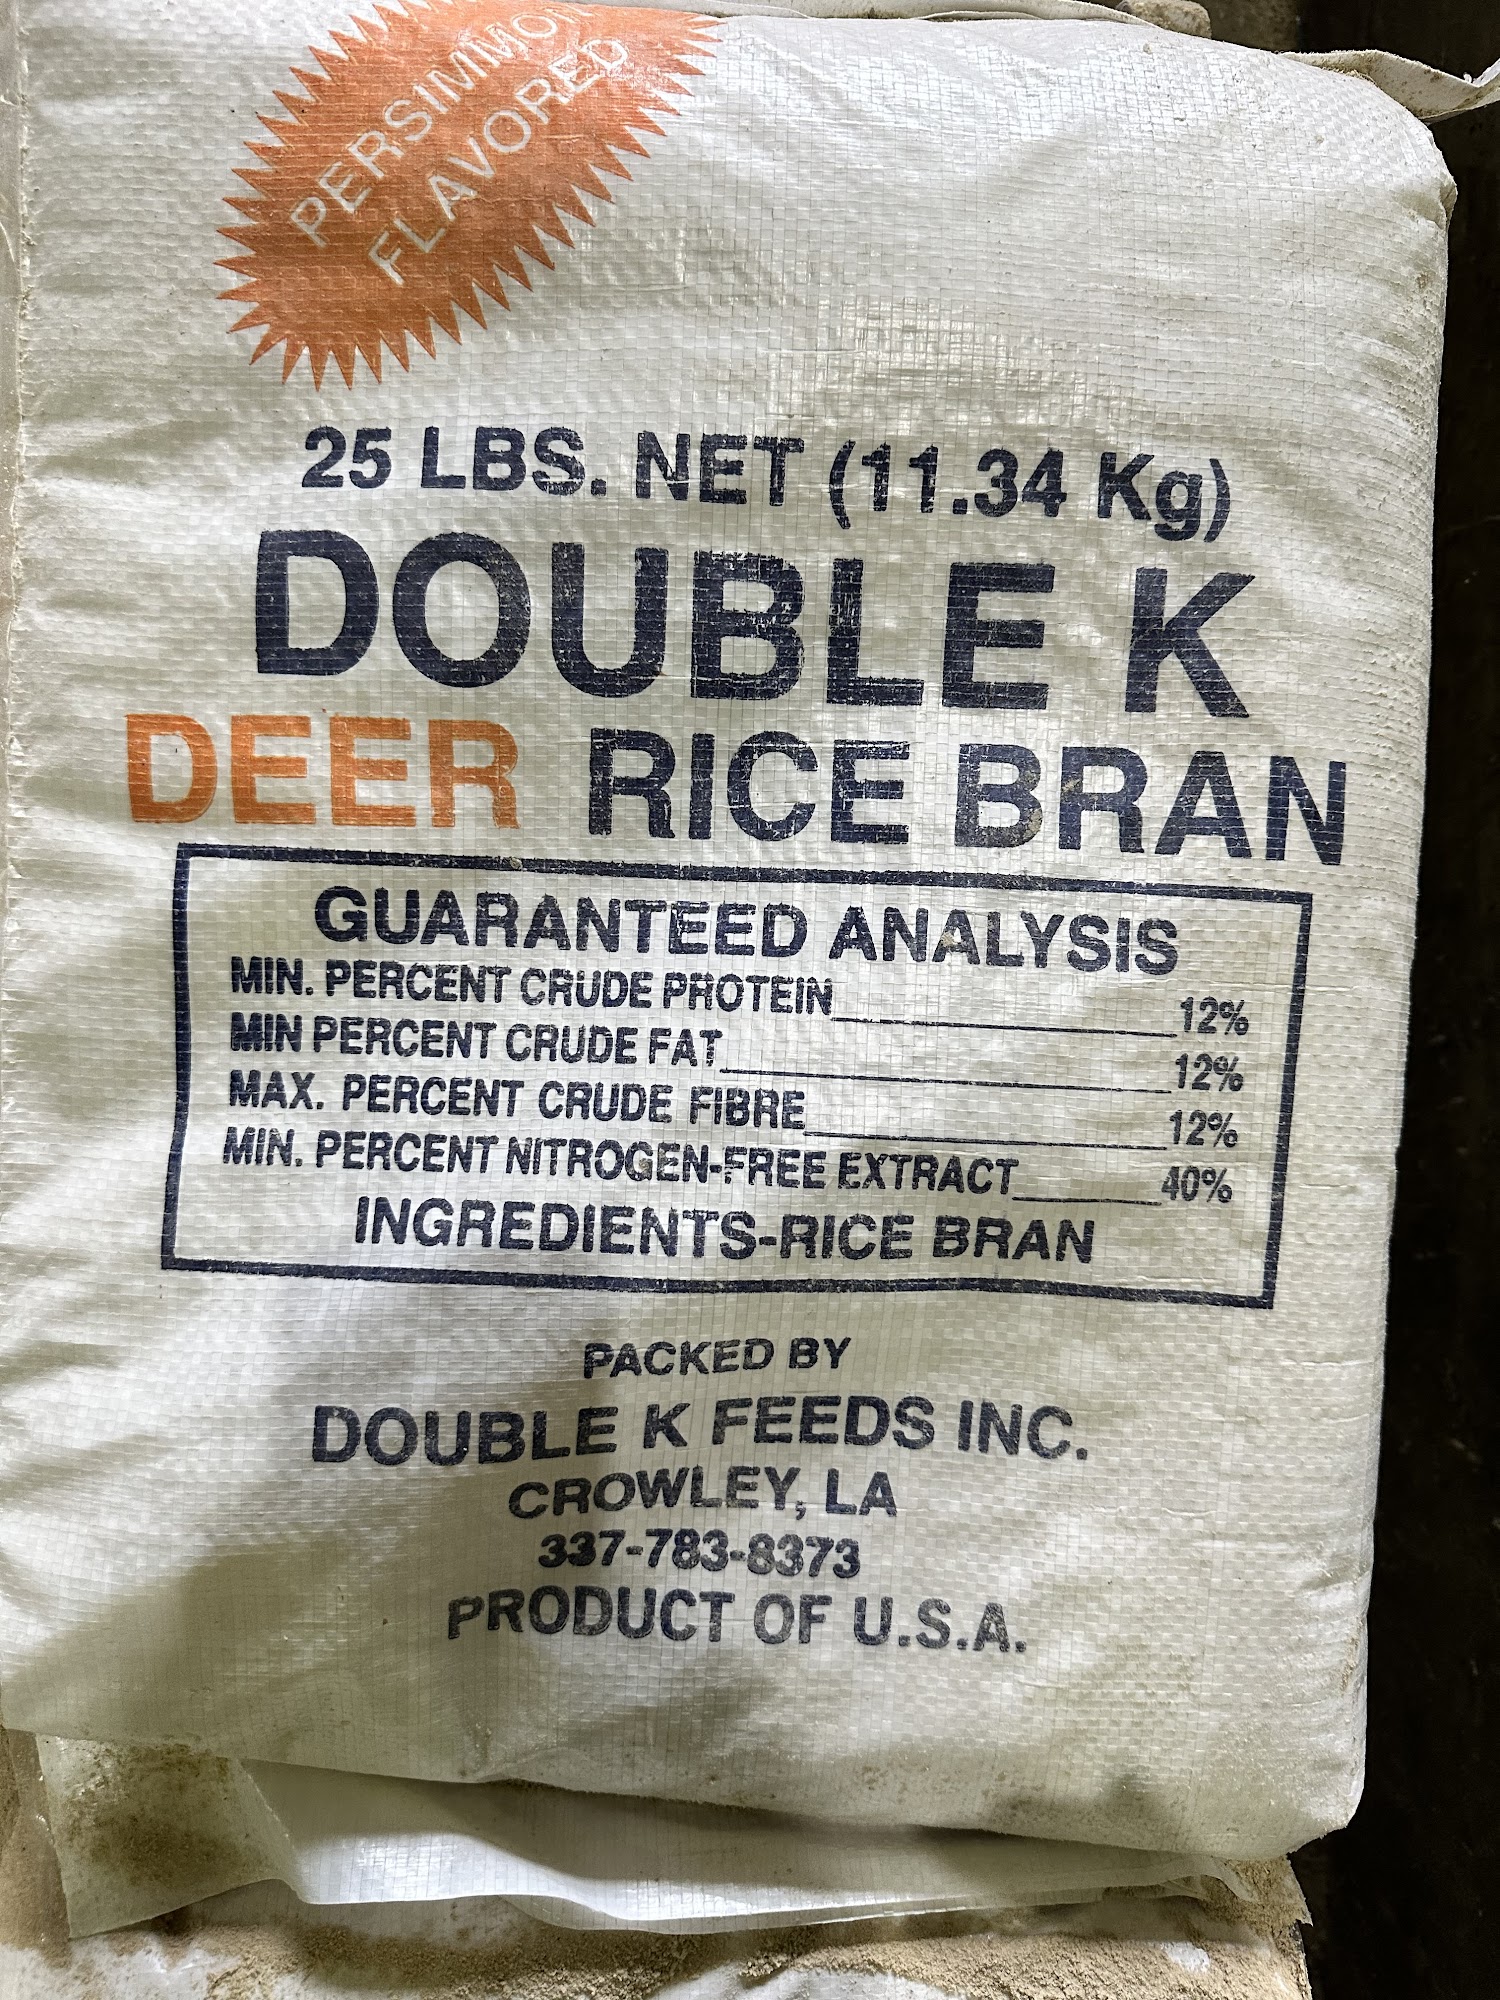 PERSIMMON
FLAVORED
25 LBS. NET (11.34 Kg)
DOUBLE K
DEER RICE BRAN
GUARANTEED ANALYSIS
MIN. PERCENT CRUDE PROTEIN 12%
MIN PERCENT CRUDE FAT 12%
MAX. PERCENT CRUDE FIBRE 12%
MIN. PERCENT NITROGEN-FREE EXTRACT 40%
INGREDIENTS-RICE BRAN
PACKED BY
DOUBLE K FEEDS INC.
CROWLEY, LA
337-783-8373
PRODUCT OF U.S.A.